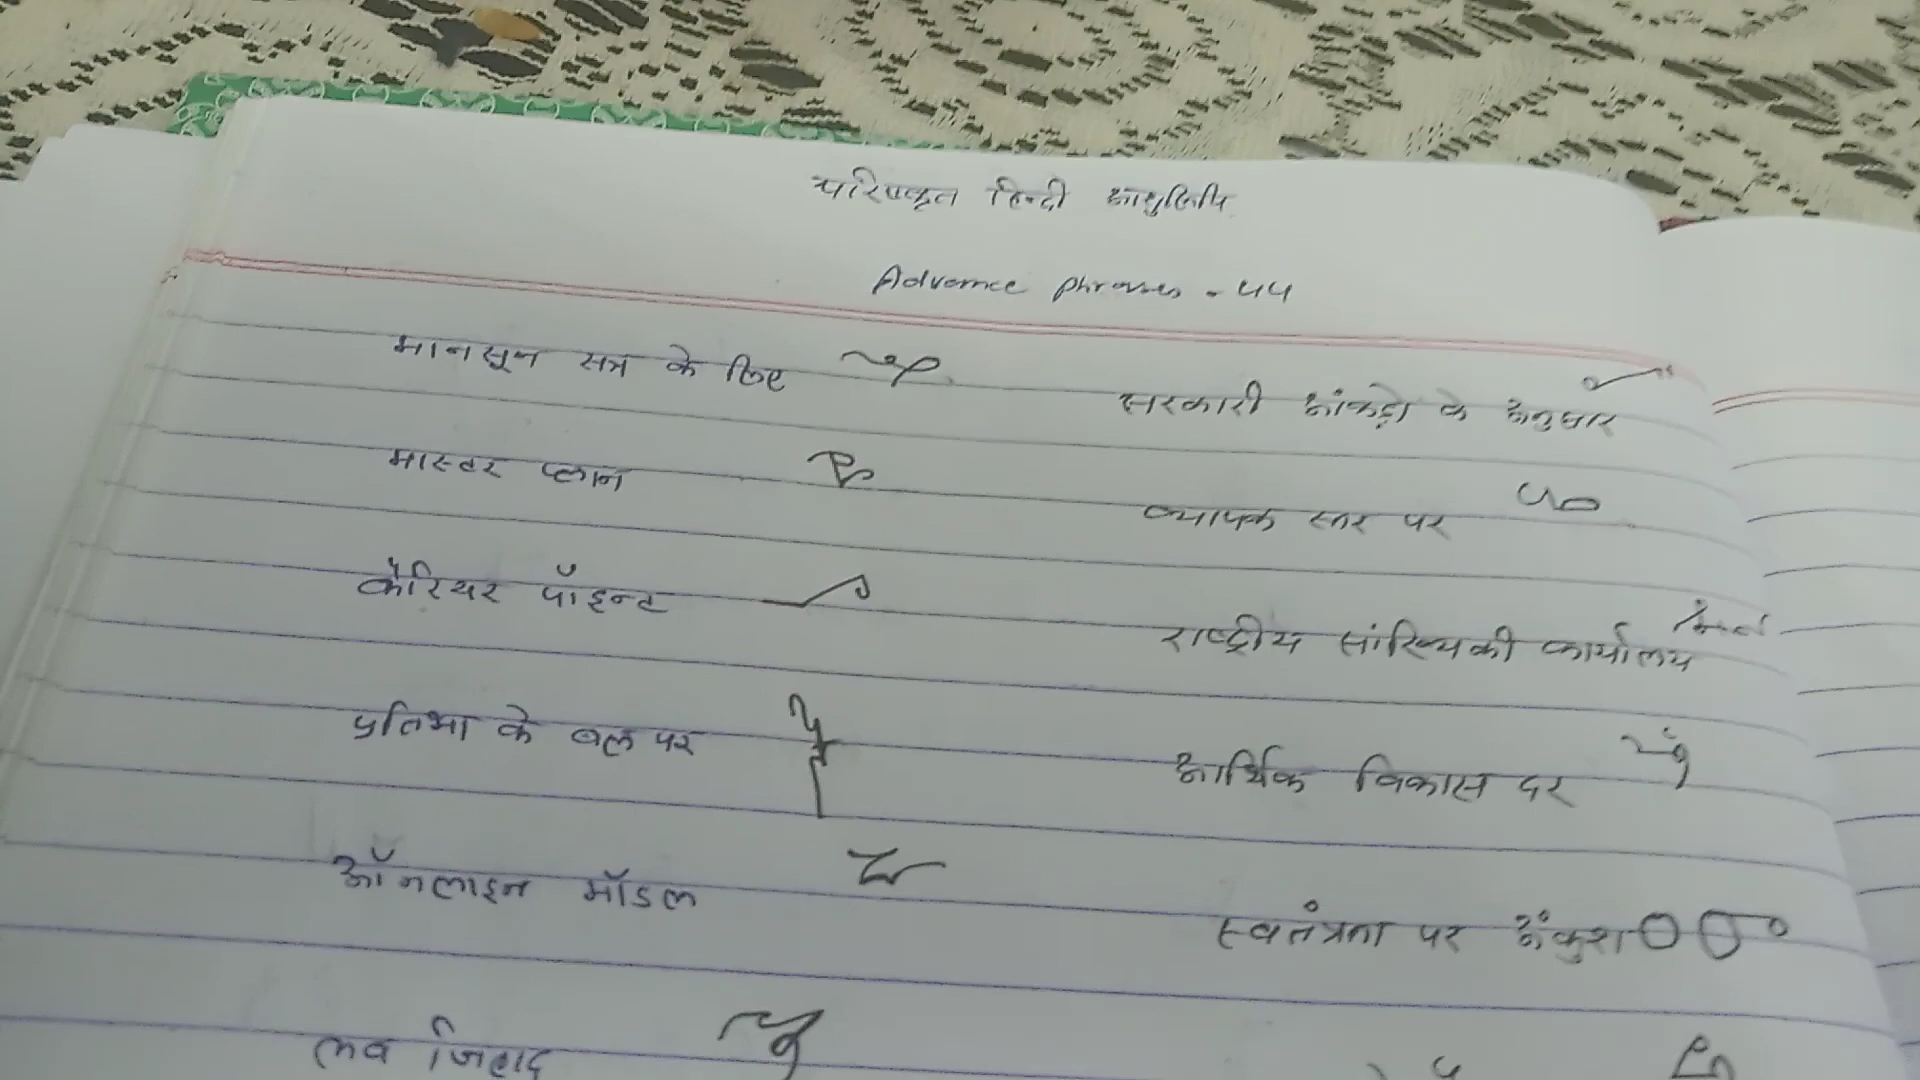 परिष्कृत हिन्दी आशुलिपि
Advance phrases - 44
मानसून सत्र के लिए
सरकारी आंकड़ो के अनुसार
मास्टर प्लान
व्यापक स्तर पर
कैरियर पॉइन्ट
राष्ट्रीय सांख्यिकी कार्यालय
प्रतिभा के बल पर
आर्थिक विकास दर
ऑनलाइन मॉडल
स्वतंत्रता पर अंकुश
लव जिहाद